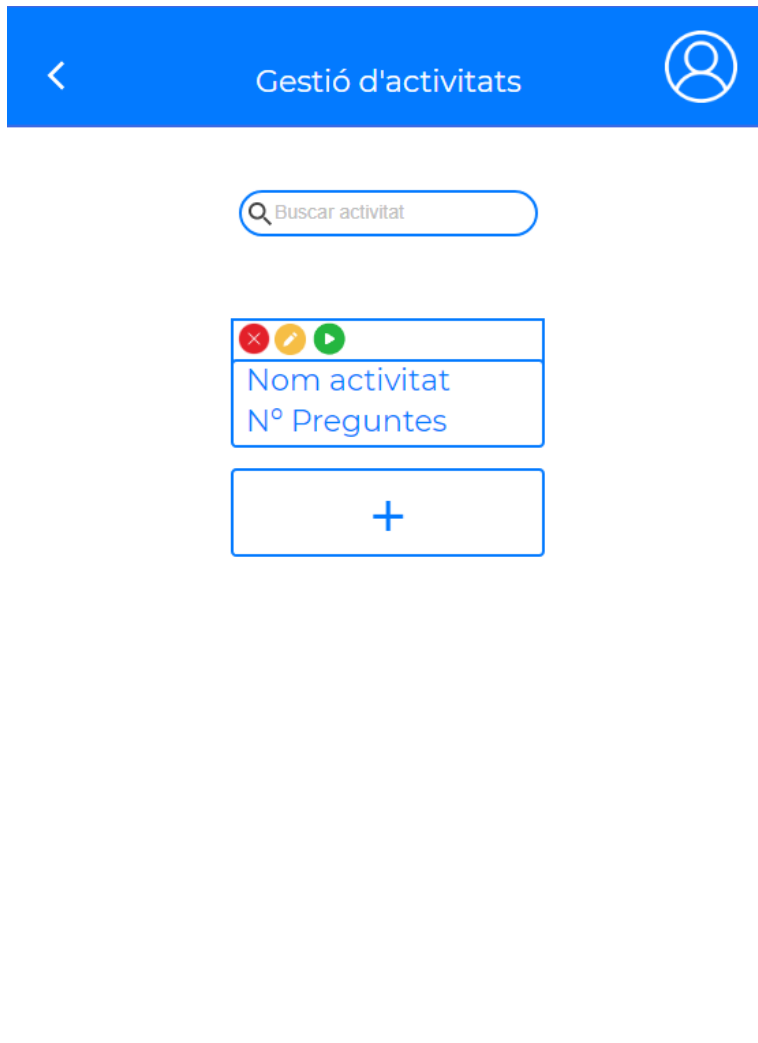 Gestió d'activitats
Buscar activitat
Nom activitat
Nº Preguntes